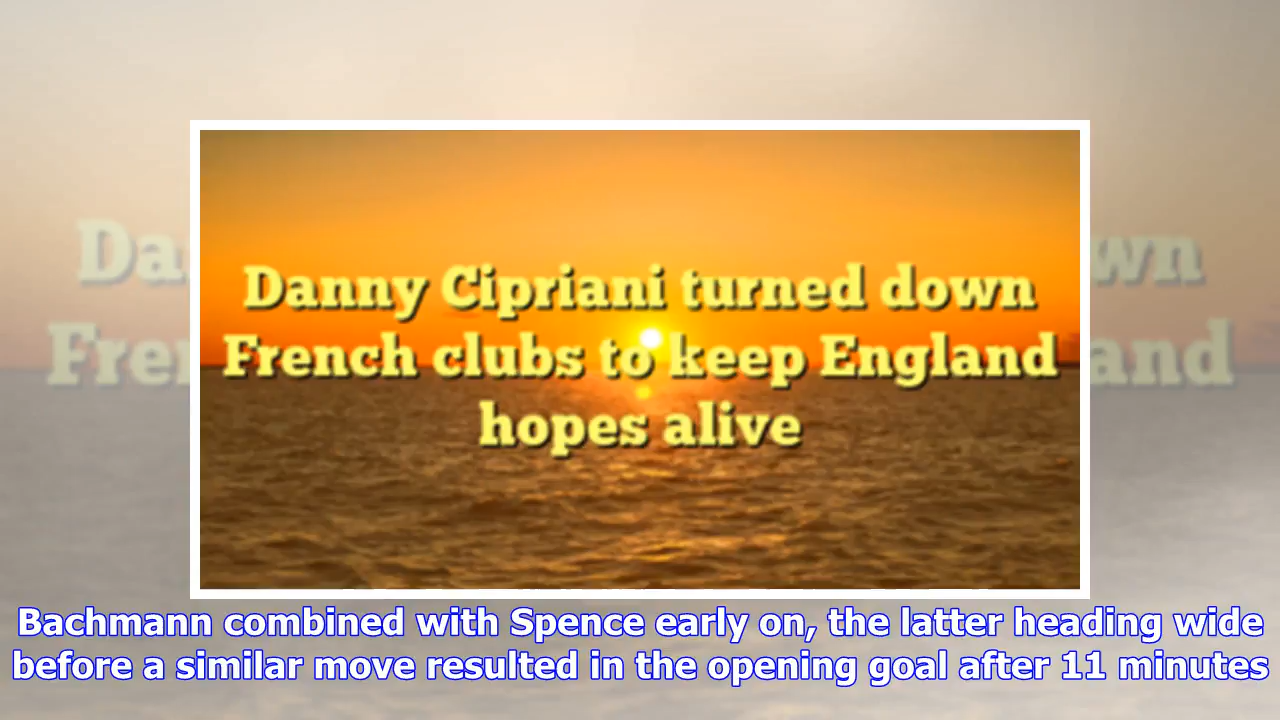 Danny Cipriani turned down
French clubs to keep England
hopes alive
Bachmann combined with Spence early on, the latter heading wide
before a similar move resulted in the opening goal after 11 minutes